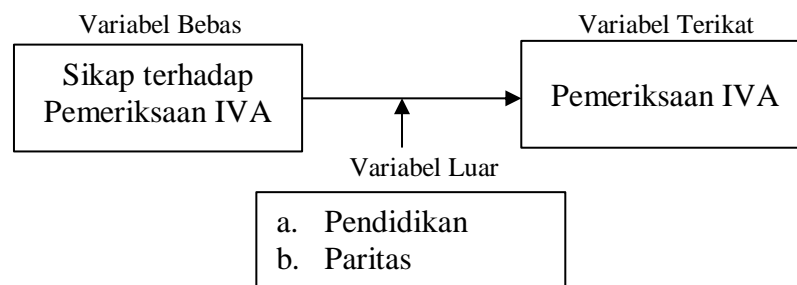 Variabel Bebas
Variabel Terikat
Sikap terhadap
Pemeriksaan IVA
Pemeriksaan IVA
Variabel Luar
a. Pendidikan
b. Paritas